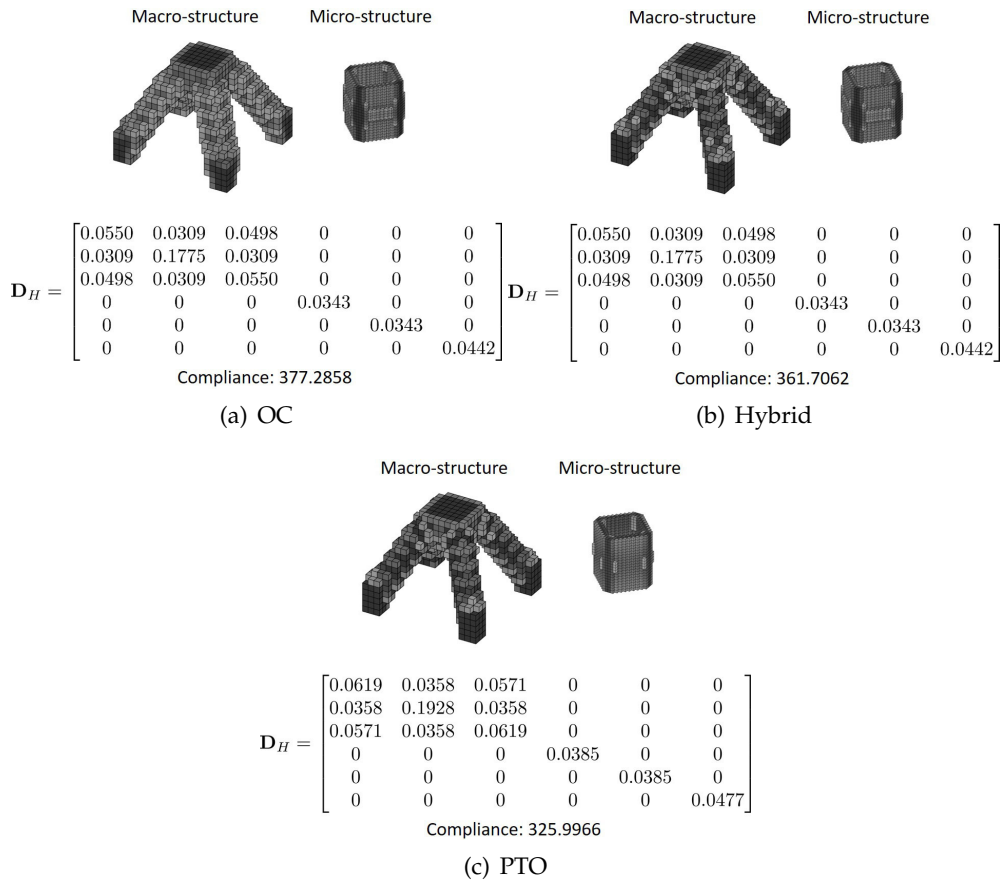 Macro-structure Micro-structure Macro-structure Micro-structure
0.0550 0.0309 0.0498 0 0 0
0.0309 0.1775 0.0309 0 0 0
0.0498 0.0309 0.0550 0 0 0
D_H =
0 0 0 0.0343 0 0
0 0 0 0 0.0343 0
0 0 0 0 0 0.0442
Compliance: 377.2858
(a) OC
0.0550 0.0309 0.0498 0 0 0
0.0309 0.1775 0.0309 0 0 0
0.0498 0.0309 0.0550 0 0 0
D_H =
0 0 0 0.0343 0 0
0 0 0 0 0.0343 0
0 0 0 0 0 0.0442
Compliance: 361.7062
(b) Hybrid
Macro-structure Micro-structure
0.0619 0.0358 0.0571 0 0 0
0.0358 0.1928 0.0358 0 0 0
0.0571 0.0358 0.0619 0 0 0
D_H =
0 0 0 0.0385 0 0
0 0 0 0 0.0385 0
0 0 0 0 0 0.0477
Compliance: 325.9966
(c) PTO